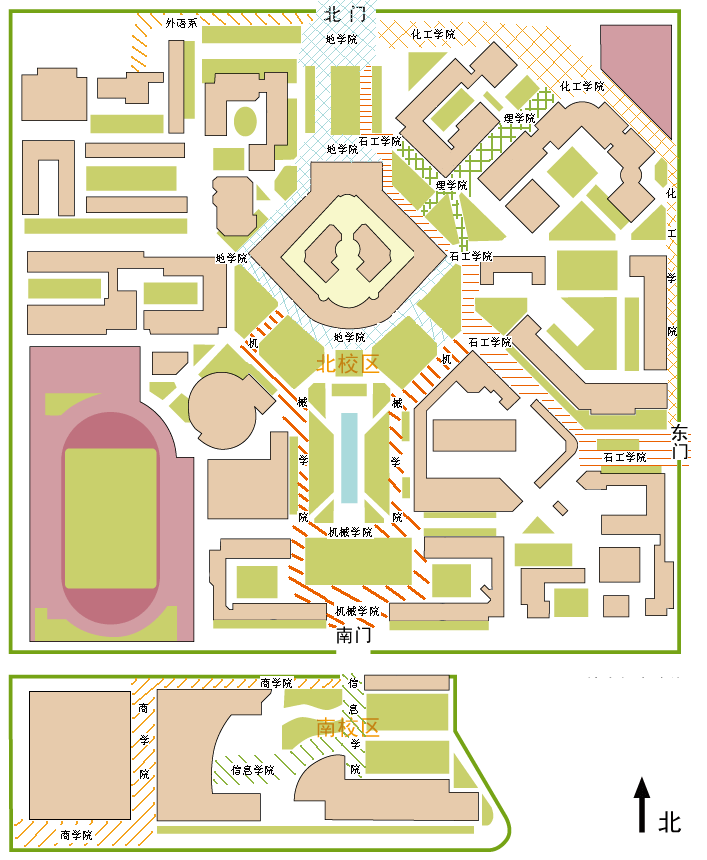 北门
外语系
地学院
化工学院
化工学院
理学院
石工学院
地学院
理学院
化
工
学
院
地学院
石工学院
地学院
石工学院
机
械
学
院
机
械
学
院
北校区
东门
石工学院
机械学院
机械学院
南门
商学院
信
息
学
院
商
学
院
南校区
信息学院
商学院
北